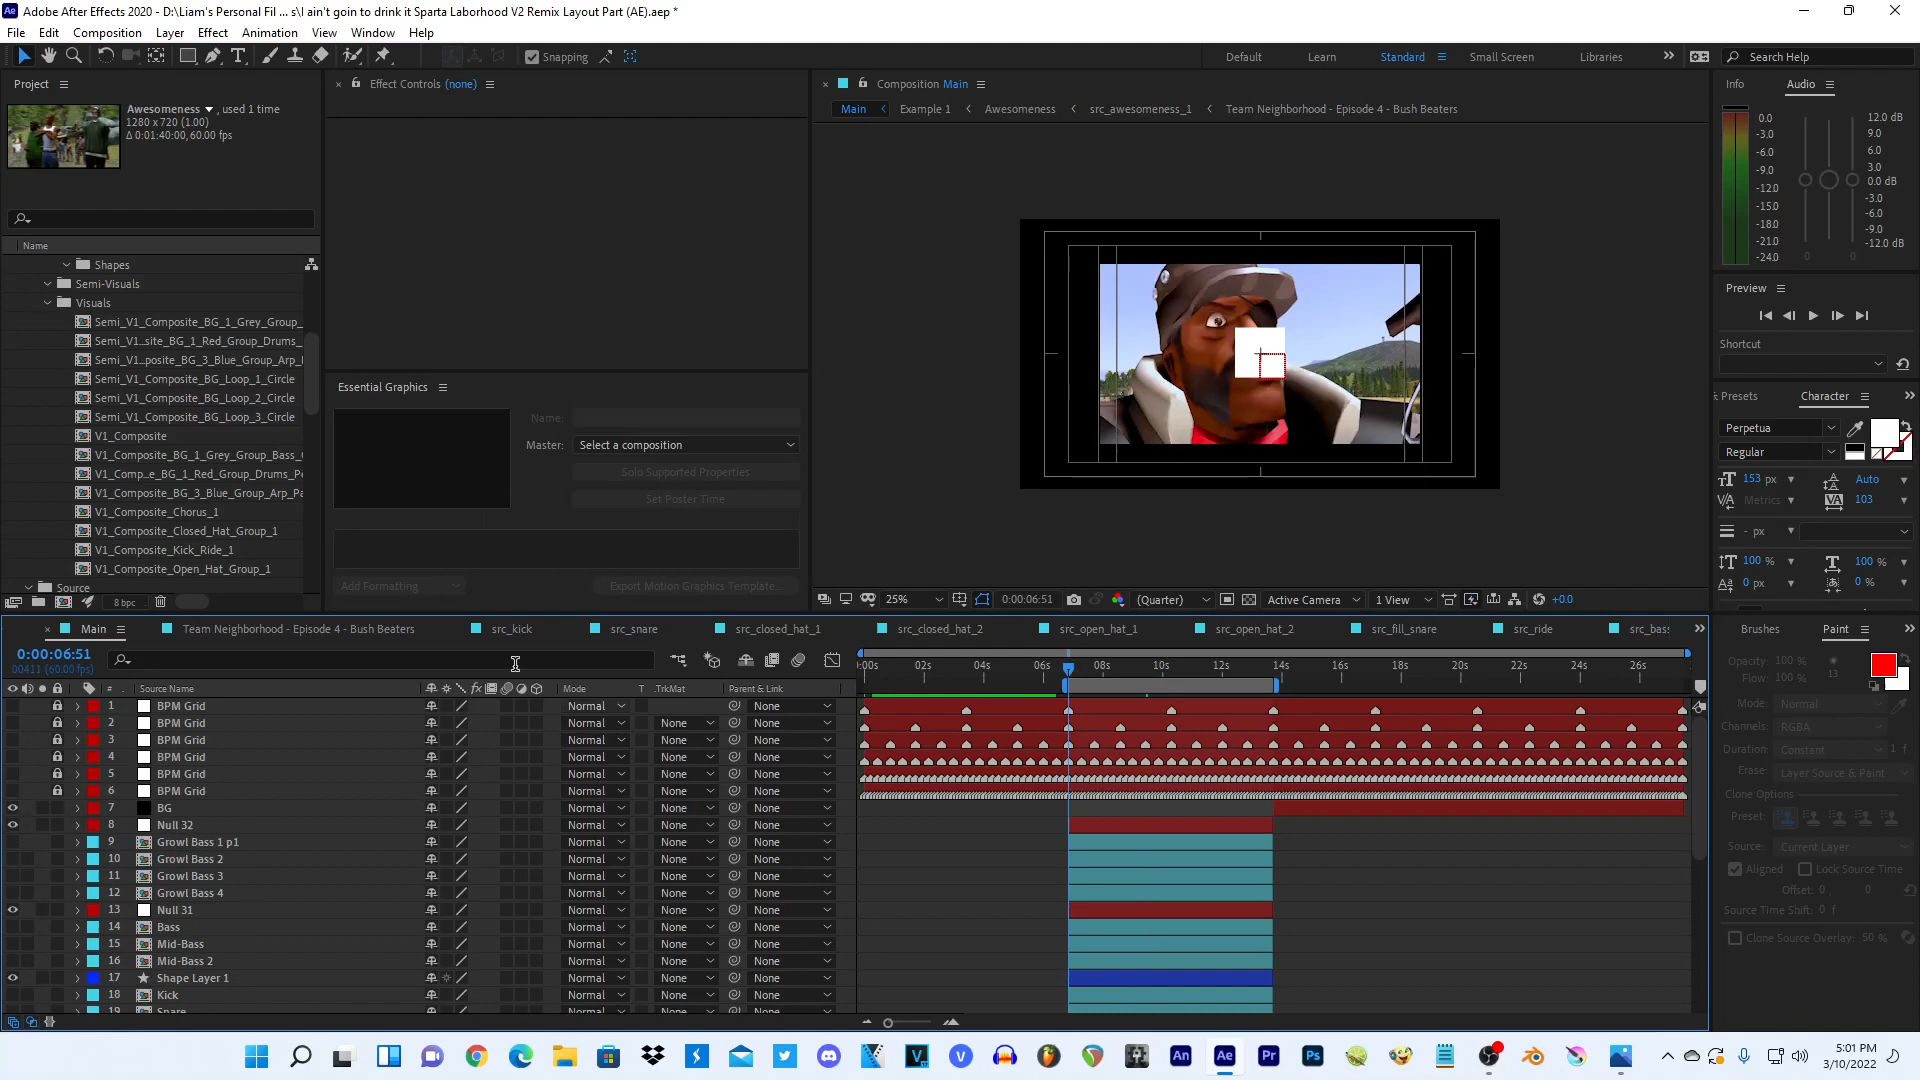 Adobe After Effects 2020 - D:\Liam's Personal Fil ... s\I ain't goin to drink it Sparta Laborhood V2 Remix Layout Part (AE).aep *
File Edit Composition Layer Effect Animation View Window Help
Snapping
Default Learn Standard Small Screen Libraries Search Help
Project
Awesomeness , used 1 time
1280 x 720 (1.00)
Δ 0:01:40:00, 60.00 fps
Name
Shapes
Semi-Visuals
Visuals
Semi_V1_Composite_BG_1_Grey_Group_
Semi_V1...site_BG_1_Red_Group_Drums_
Semi_V1...posite_BG_3_Blue_Group_Arp_
Semi_V1_Composite_BG_Loop_1_Circle
Semi_V1_Composite_BG_Loop_2_Circle
Semi_V1_Composite_BG_Loop_3_Circle
V1_Composite
V1_Composite_BG_1_Grey_Group_Bass_
V1_Comp...e_BG_1_Red_Group_Drums_Pe
V1_Composite_BG_3_Blue_Group_Arp_Pa
V1_Composite_Chorus_1
V1_Composite_Closed_Hat_Group_1
V1_Composite_Kick_Ride_1
V1_Composite_Open_Hat_Group_1
Source
8 bpc
Effect Controls (none)
Essential Graphics
Name:
Master: Select a composition
Solo Supported Properties
Set Poster Time
Add Formatting Export Motion Graphics Template...
Composition Main
Main Example 1 Awesomeness src_awesomeness_1 Team Neighborhood - Episode 4 - Bush Beaters
25% 0:00:06:51 (Quarter) Active Camera 1 View +0.0
Info Audio
0.0 12.0 dB
-3.0 9.0
-6.0 6.0
-9.0 3.0
-12.0 0.0 dB
-15.0 -3.0
-18.0 -6.0
-21.0 -9.0
-24.0 -12.0 dB
0 0
Preview
Shortcut
Presets Character
Perpetua
Regular
153 px Auto
Metrics 103
- px
100 % 100 %
0 px 0 %
Main Team Neighborhood - Episode 4 - Bush Beaters src_kick src_snare src_closed_hat_1 src_closed_hat_2 src_open_hat_1 src_open_hat_2 src_fill_snare src_ride src_bas
0:00:06:51
00411 (60.00 fps)
:00s 02s 04s 06s 08s 10s 12s 14s 16s 18s 20s 22s 24s 26s
# Source Name fx Mode T .TrkMat Parent & Link
1 BPM Grid Normal None
2 BPM Grid Normal None None
3 BPM Grid Normal None None
4 BPM Grid Normal None None
5 BPM Grid Normal None None
6 BPM Grid Normal None None
7 BG Normal None None
8 Null 32 Normal None None
9 Growl Bass 1 p1 Normal None None
10 Growl Bass 2 Normal None None
11 Growl Bass 3 Normal None None
12 Growl Bass 4 Normal None None
13 Null 31 Normal None None
14 Bass Normal None None
15 Mid-Bass Normal None None
16 Mid-Bass 2 Normal None None
17 Shape Layer 1 Normal None None
18 Kick Normal None None
19 Snare
Brushes Paint
Opacity: 100 %
Flow: 100 % 13
Mode: Normal
Channels: RGBA
Duration: Constant 1 f
Erase: Layer Source & Paint
Clone Options
Preset:
Source: Current Layer
Aligned Lock Source Time
Offset: 0 , 0
Source Time Shift: 0 f
Clone Source Overlay: 50 %
5:01 PM
3/10/2022